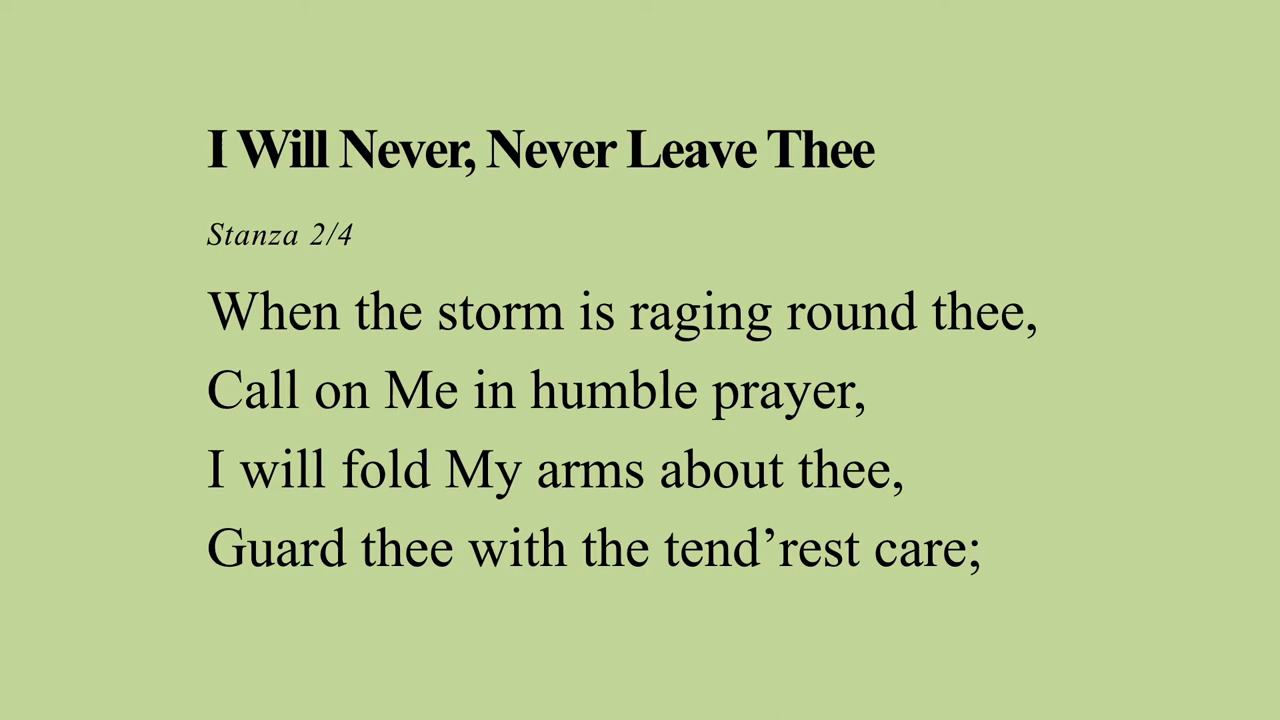 I Will Never, Never Leave Thee
Stanza 2/4
When the storm is raging round thee,
Call on Me in humble prayer,
I will fold My arms about thee,
Guard thee with the tend’rest care;